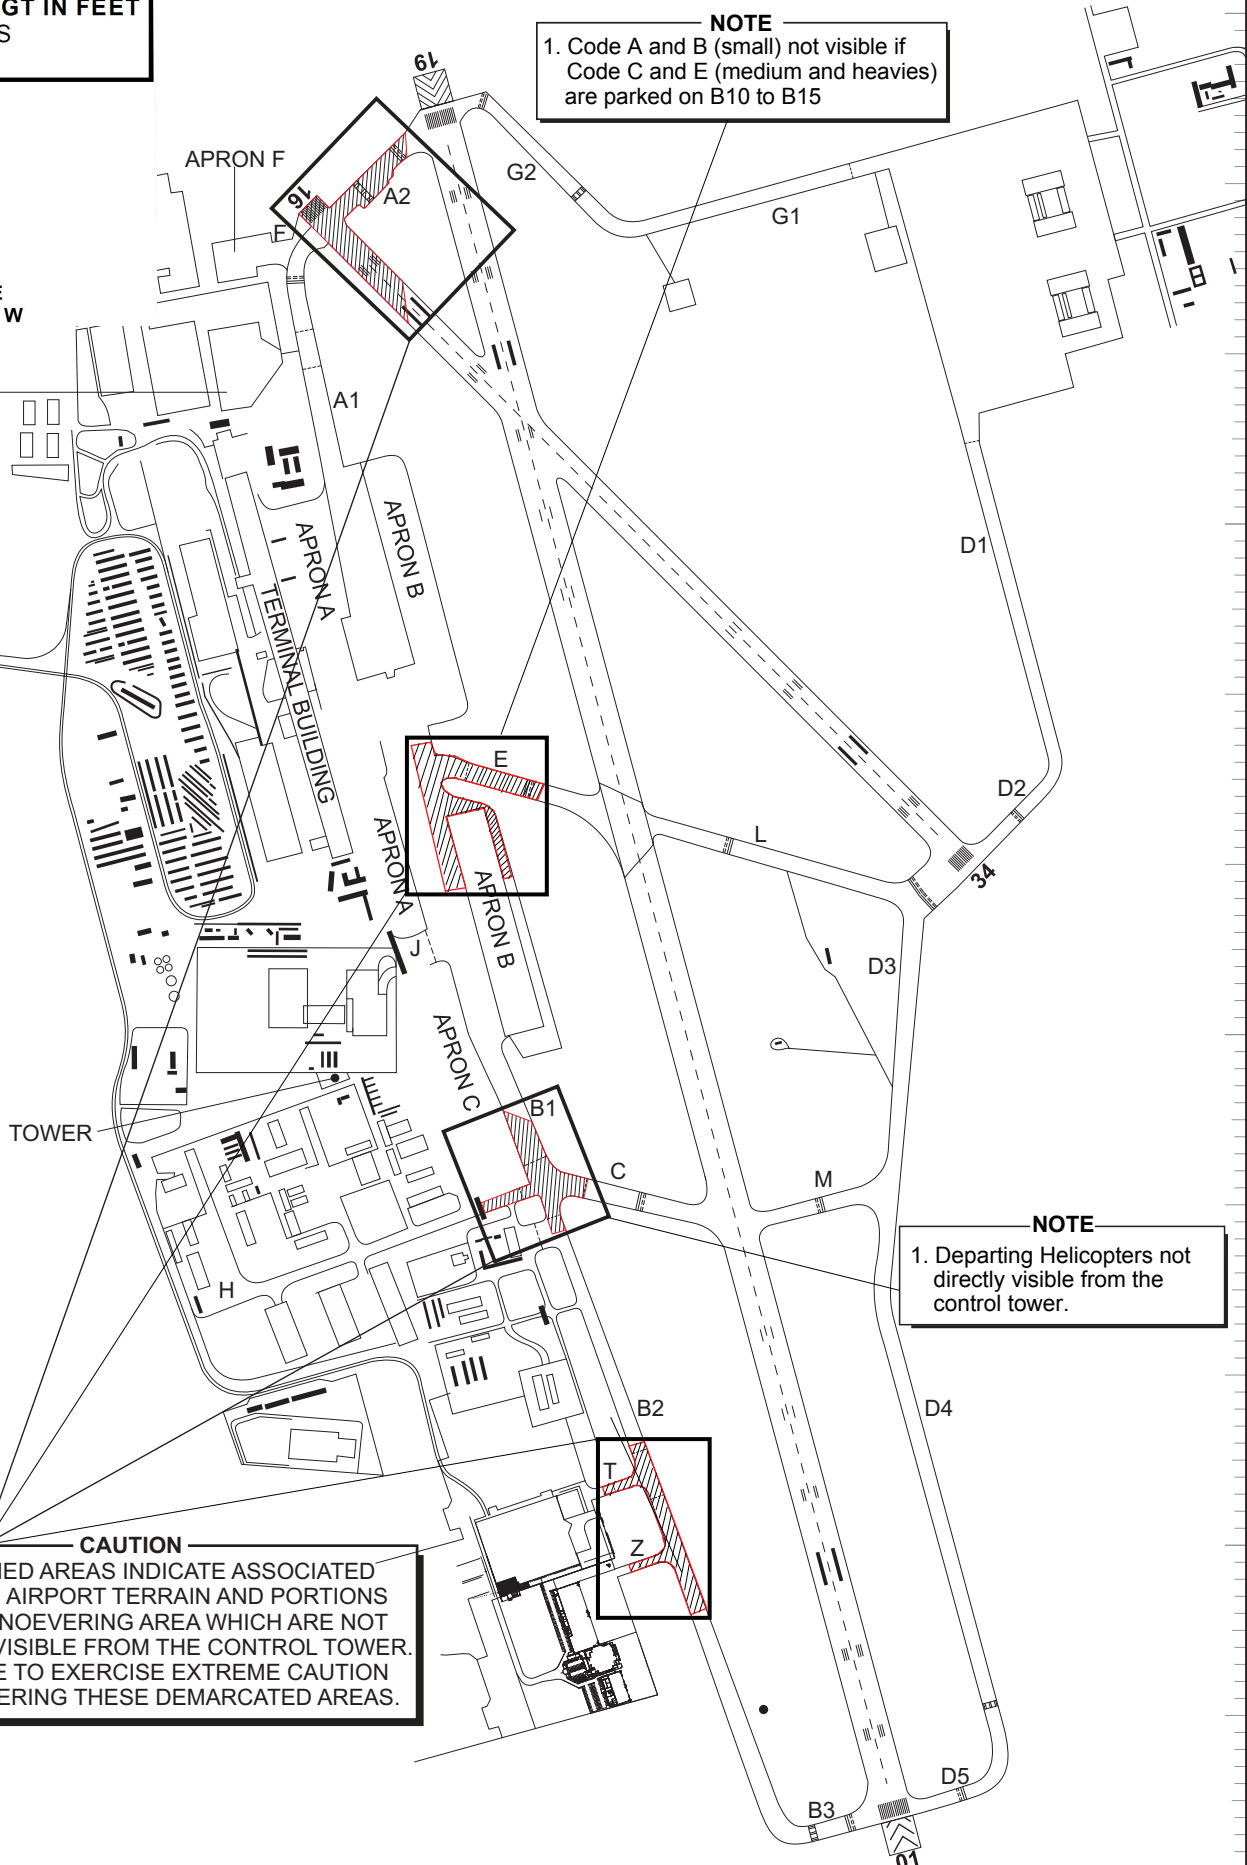 GT IN FEET
S
E
W
NOTE
1. Code A and B (small) not visible if
Code C and E (medium and heavies)
are parked on B10 to B15
19
APRON F
16
F
A2
G2
G1
A1
APRON B
APRON A
TERMINAL BUILDING
D1
E
D2
L
34
APRON A
APRON B
J
D3
APRON C
B1
TOWER
C
M
NOTE
1. Departing Helicopters not
directly visible from the
control tower.
H
B2
D4
T
Z
CAUTION
ED AREAS INDICATE ASSOCIATED
AIRPORT TERRAIN AND PORTIONS
NOEVERING AREA WHICH ARE NOT
VISIBLE FROM THE CONTROL TOWER.
E TO EXERCISE EXTREME CAUTION
ERING THESE DEMARCATED AREAS.
D5
B3
01